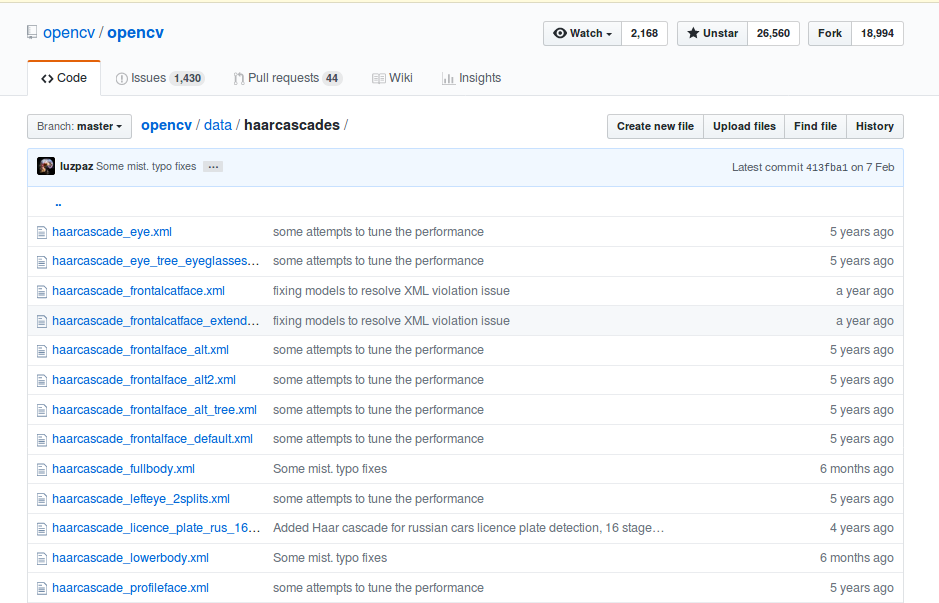 opencv / opencv
Watch 2,168 Unstar 26,560 Fork 18,994
Code Issues 1,430 Pull requests 44 Wiki Insights
Branch: master opencv / data / haarcascades / Create new file Upload files Find file History
luzpaz Some mist. typo fixes … Latest commit 413fba1 on 7 Feb
..
haarcascade_eye.xml some attempts to tune the performance 5 years ago
haarcascade_eye_tree_eyeglasses… some attempts to tune the performance 5 years ago
haarcascade_frontalcatface.xml fixing models to resolve XML violation issue a year ago
haarcascade_frontalcatface_extend… fixing models to resolve XML violation issue a year ago
haarcascade_frontalface_alt.xml some attempts to tune the performance 5 years ago
haarcascade_frontalface_alt2.xml some attempts to tune the performance 5 years ago
haarcascade_frontalface_alt_tree.xml some attempts to tune the performance 5 years ago
haarcascade_frontalface_default.xml some attempts to tune the performance 5 years ago
haarcascade_fullbody.xml Some mist. typo fixes 6 months ago
haarcascade_lefteye_2splits.xml some attempts to tune the performance 5 years ago
haarcascade_licence_plate_rus_16… Added Haar cascade for russian cars licence plate detection, 16 stage… 4 years ago
haarcascade_lowerbody.xml Some mist. typo fixes 6 months ago
haarcascade_profileface.xml some attempts to tune the performance 5 years ago